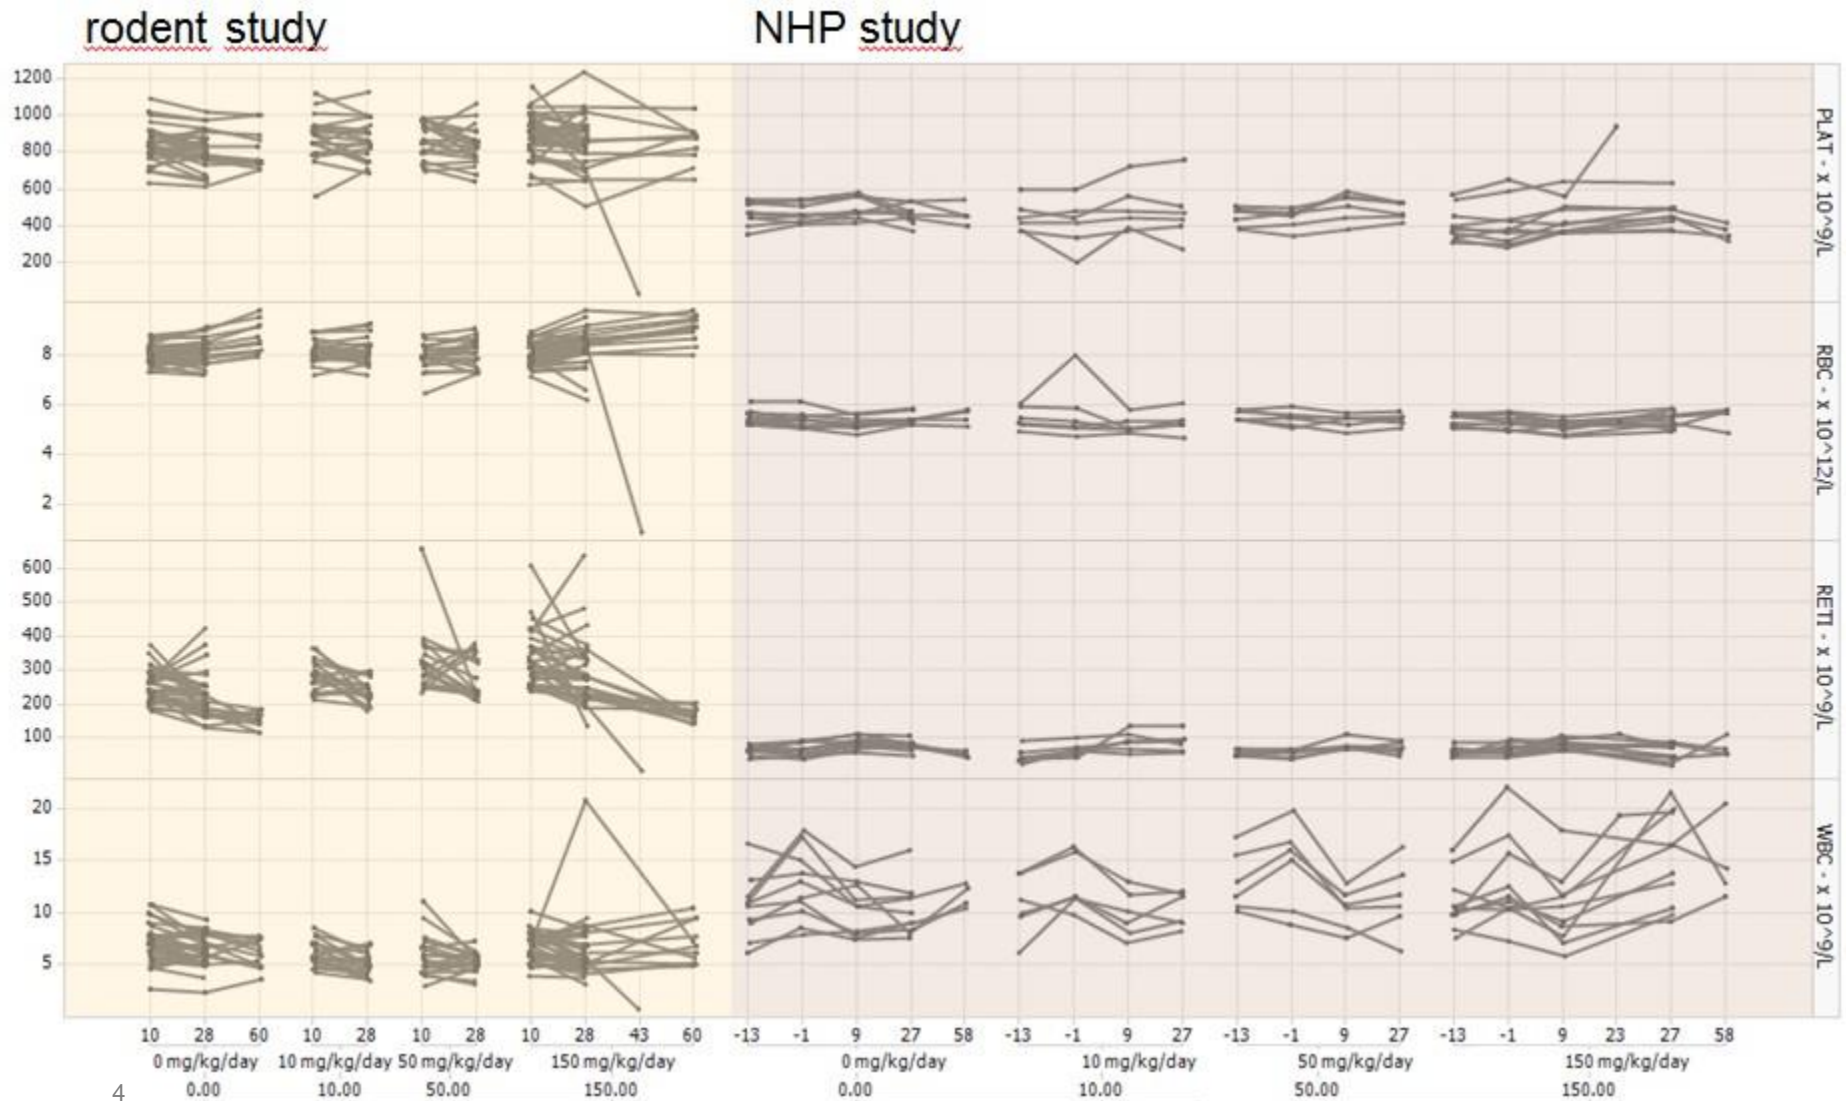 rodent study
NHP study
1200
1000
800
600
400
200
PLAT - x 10^9/L
8
6
4
2
RBC - x 10^12/L
600
500
400
300
200
100
RETI - x 10^9/L
20
15
10
5
WBC - x 10^9/L
10 28 60 10 28 10 28 10 28 43 60 -13 -1 9 27 58 -13 -1 9 27 -13 -1 9 27 -13 -1 9 23 27 58
0 mg/kg/day 10 mg/kg/day 50 mg/kg/day 150 mg/kg/day 0 mg/kg/day 10 mg/kg/day 50 mg/kg/day 150 mg/kg/day
0.00 10.00 50.00 150.00 0.00 10.00 50.00 150.00
4